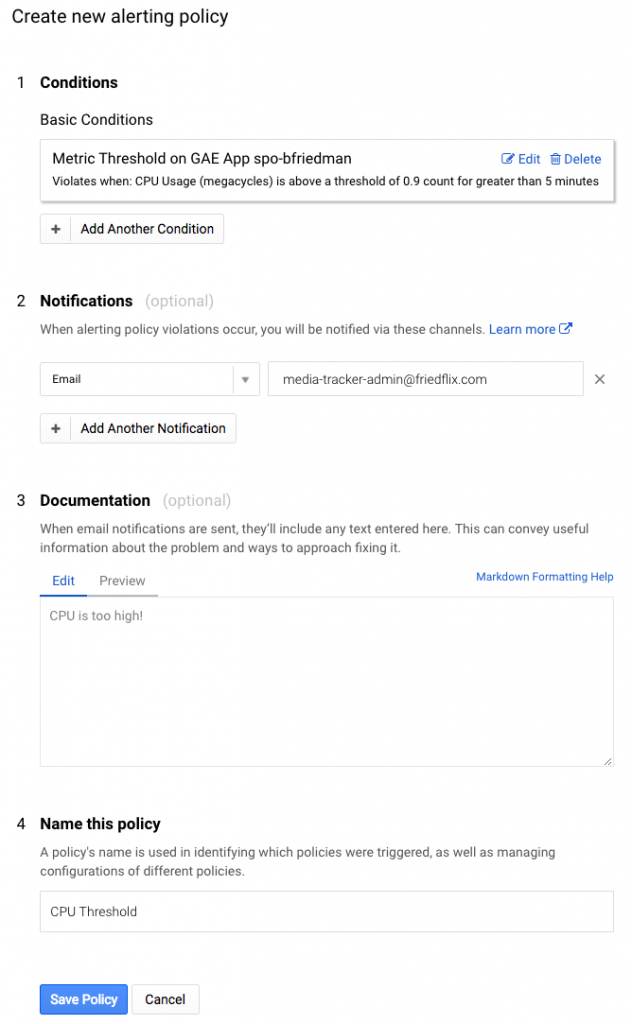 Create new alerting policy
1 Conditions
Basic Conditions
Metric Threshold on GAE App spo-bfriedman Edit Delete
Violates when: CPU Usage (megacycles) is above a threshold of 0.9 count for greater than 5 minutes
+ Add Another Condition
2 Notifications (optional)
When alerting policy violations occur, you will be notified via these channels. Learn more
Email media-tracker-admin@friedflix.com
+ Add Another Notification
3 Documentation (optional)
When email notifications are sent, they'll include any text entered here. This can convey useful
information about the problem and ways to approach fixing it.
Edit Preview Markdown Formatting Help
CPU is too high!
4 Name this policy
A policy's name is used in identifying which policies were triggered, as well as managing
configurations of different policies.
CPU Threshold
Save Policy Cancel